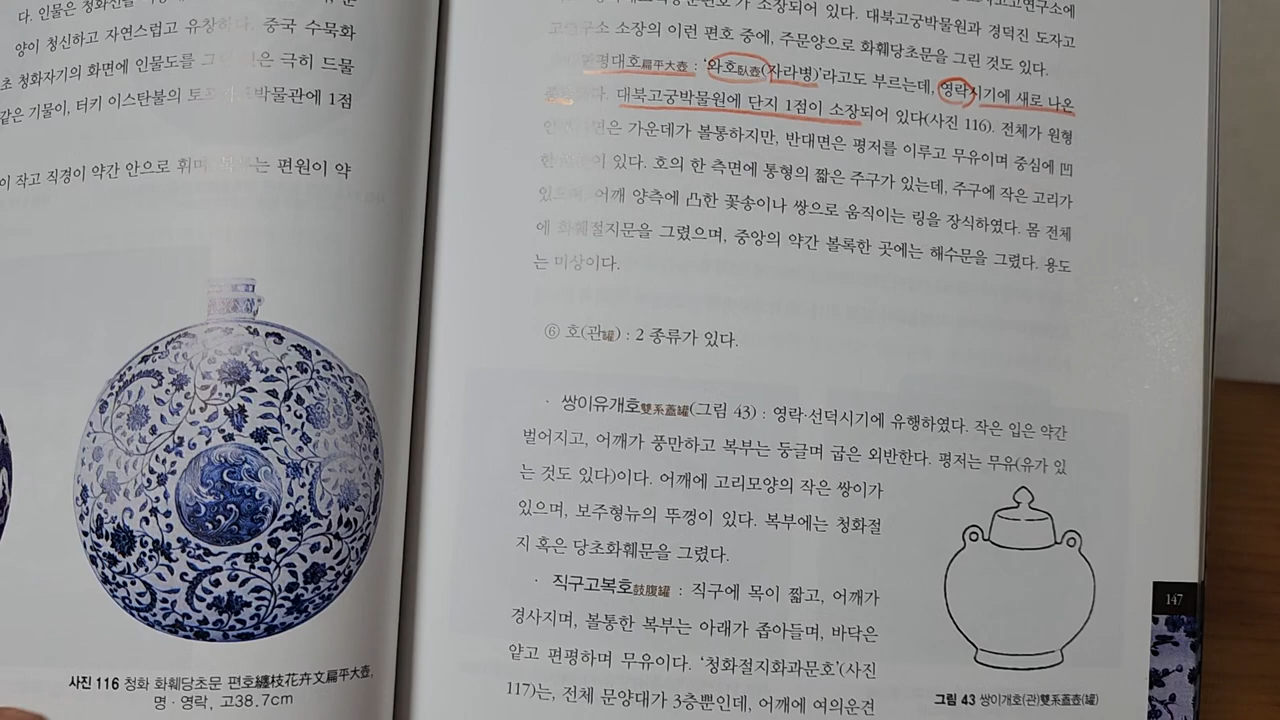 다. 인물은
양이 청신하고 자연스럽고 유창하다. 중국 수묵화
초 청화자기의 화면에 인물도를 그린 것은 극히 드물
같은 기물이, 터키 이스탄불의 박물관에 1점
이 작고 직경이 약간 안으로 휘며, 복부는 편원이 약
사진 116 청화 화훼당초문 편호纏枝花卉文扁平大壺,
명·영락, 고38.7cm
소장되어 있다. 대북고궁박물원과 경덕진 도자고
고연구소 소장의 이런 편호 중에, 주문양으로 화훼당초문을 그린 것도 있다.
편평대호扁平大壺 : '와호臥壺(자라병)'라고도 부르는데, 영락시기에 새로 나온
대북고궁박물원에 단지 1점이 소장되어 있다(사진 116). 전체가 원형
가운데가 볼통하지만, 반대면은 평저를 이루고 무유이며 중심에 凹
있다. 호의 한 측면에 통형의 짧은 주구가 있는데, 주구에 작은 고리가
있으며, 어깨 양측에 凸한 꽃송이나 쌍으로 움직이는 링을 장식하였다. 몸 전체
에 화훼절지문을 그렸으며, 중앙의 약간 볼록한 곳에는 해수문을 그렸다. 용도
는 미상이다.
⑥ 호(관罐) : 2 종류가 있다.
· 쌍이유개호雙系蓋罐(그림 43) : 영락·선덕시기에 유행하였다. 작은 입은 약간
벌어지고, 어깨가 풍만하고 복부는 둥글며 굽은 외반한다. 평저는 무유(유가 있
는 것도 있다)이다. 어깨에 고리모양의 작은 쌍이가
있으며, 보주형뉴의 뚜껑이 있다. 복부에는 청화절
지 혹은 당초화훼문을 그렸다.
· 직구고복호鼓腹罐 : 직구에 목이 짧고, 어깨가
경사지며, 볼통한 복부는 아래가 좁아들며, 바닥은
얕고 편평하며 무유이다. '청화절지화과문호'(사진
117)는, 전체 문양대가 3층뿐인데, 어깨에 여의운견
그림 43 쌍이개호(관)雙系蓋壺(罐)
147